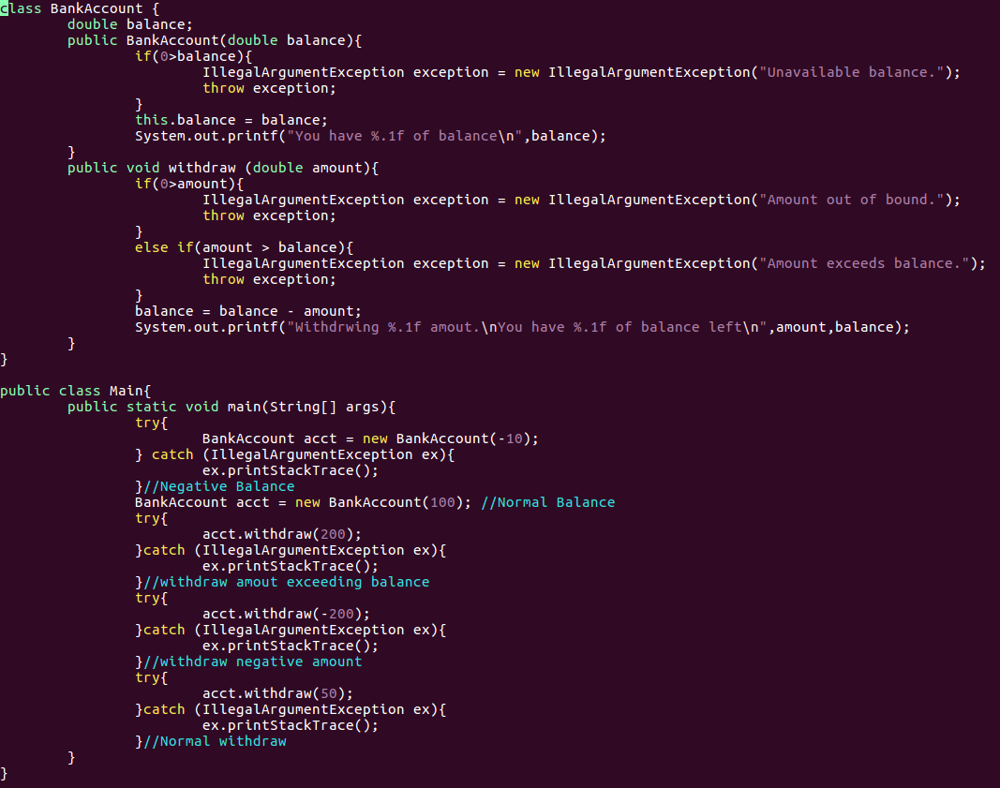 class BankAccount {
        double balance;
        public BankAccount(double balance){
                if(0>balance){
                        IllegalArgumentException exception = new IllegalArgumentException("Unavailable balance.");
                        throw exception;
                }
                this.balance = balance;
                System.out.printf("You have %.1f of balance\n",balance);
        }
        public void withdraw (double amount){
                if(0>amount){
                        IllegalArgumentException exception = new IllegalArgumentException("Amount out of bound.");
                        throw exception;
                }
                else if(amount > balance){
                        IllegalArgumentException exception = new IllegalArgumentException("Amount exceeds balance.");
                        throw exception;
                }
                balance = balance - amount;
                System.out.printf("Withdrwing %.1f amout.\nYou have %.1f of balance left\n",amount,balance);
        }
}

public class Main{
        public static void main(String[] args){
                try{
                        BankAccount acct = new BankAccount(-10);
                } catch (IllegalArgumentException ex){
                        ex.printStackTrace();
                }//Negative Balance
                BankAccount acct = new BankAccount(100); //Normal Balance
                try{
                        acct.withdraw(200);
                }catch (IllegalArgumentException ex){
                        ex.printStackTrace();
                }//withdraw amout exceeding balance
                try{
                        acct.withdraw(-200);
                }catch (IllegalArgumentException ex){
                        ex.printStackTrace();
                }//withdraw negative amount
                try{
                        acct.withdraw(50);
                }catch (IllegalArgumentException ex){
                        ex.printStackTrace();
                }//Normal withdraw
        }
}